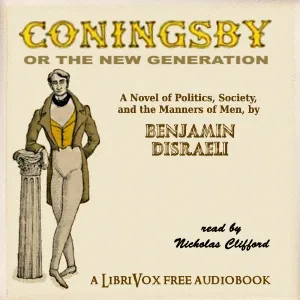 CONINGSBY
OR THE NEW GENERATION
A Novel of Politics, Society,
and the Manners of Men, by
BENJAMIN
DISRAELI
read by
Nicholas Clifford
A LIBRIVOX FREE AUDIOBOOK